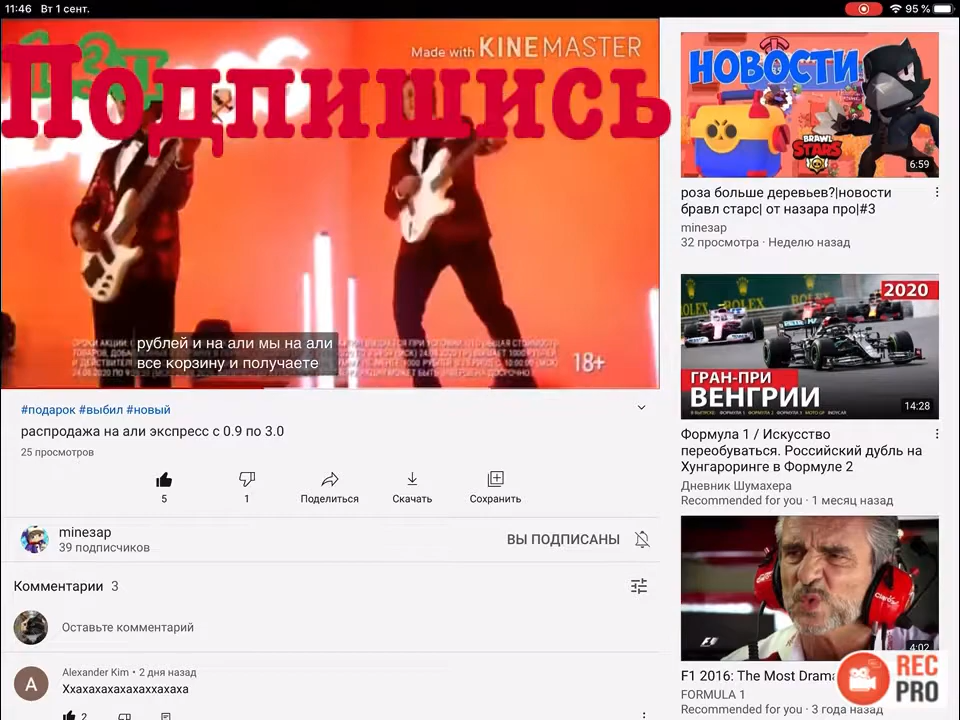 11:46 Вт 1 сент.
95 %
Made with KINEMASTER
Подпишись
рублей и на али мы на али
все корзину и получаете
18+
#подарок #выбил #новый
распродажа на али экспресс с 0.9 по 3.0
25 просмотров
5
1
Поделиться
Скачать
Сохранить
mineзар
39 подписчиков
ВЫ ПОДПИСАНЫ
Комментарии 3
Оставьте комментарий
A
Alexander Kim • 2 дня назад
Ххахахахахахаххахаха
2
НОВОСТИ
BRAWL
STARS
6:59
роза больше деревьев?|новости
бравл старс| от назара про|#3
mineзар
32 просмотра · Неделю назад
ROLEX
ROLEX
2020
ГРАН-ПРИ
ВЕНГРИИ
14:28
Формула 1 / Искусство
переобуваться. Российский дубль на
Хунгароринге в Формуле 2
Дневник Шумахера
Recommended for you · 1 месяц назад
Claro
F1
4:02
F1 2016: The Most Drama
FORMULA 1
Recommended for you · 3 года назад
REC
PRO